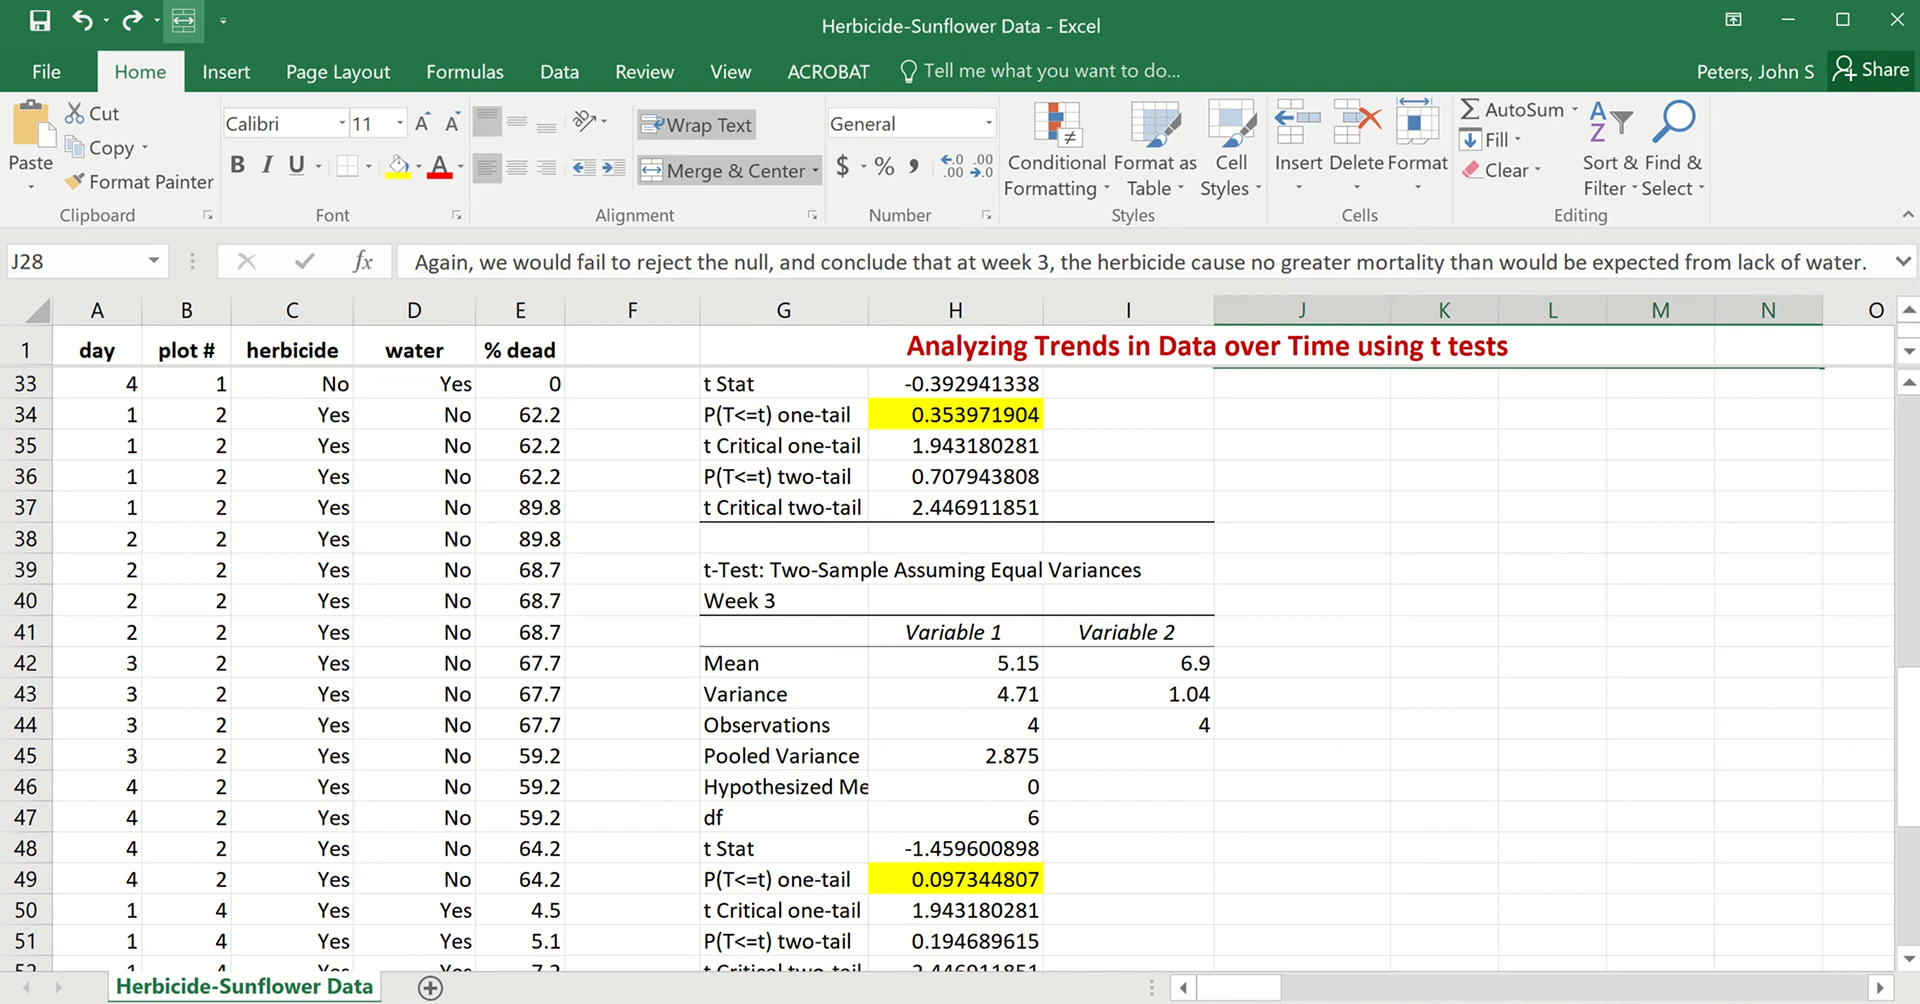 Herbicide-Sunflower Data - Excel
File Home Insert Page Layout Formulas Data Review View ACROBAT Tell me what you want to do... Peters, John S Share
Paste Cut Copy Format Painter Clipboard
Calibri 11 A A B I U A Font
Wrap Text Merge & Center Alignment
General $ % , .00 .00 Number
Conditional Formatting Format as Table Cell Styles Styles
Insert Delete Format Cells
AutoSum Fill Clear Sort & Filter Find & Select Editing
J28 fx Again, we would fail to reject the null, and conclude that at week 3, the herbicide cause no greater mortality than would be expected from lack of water.
A B C D E F G H I J K L M N O
1 day plot # herbicide water % dead Analyzing Trends in Data over Time using t tests
33 4 1 No Yes 0 t Stat -0.392941338
34 1 2 Yes No 62.2 P(T<=t) one-tail 0.353971904
35 1 2 Yes No 62.2 t Critical one-tail 1.943180281
36 1 2 Yes No 62.2 P(T<=t) two-tail 0.707943808
37 1 2 Yes No 89.8 t Critical two-tail 2.446911851
38 2 2 Yes No 89.8
39 2 2 Yes No 68.7 t-Test: Two-Sample Assuming Equal Variances
40 2 2 Yes No 68.7 Week 3
41 2 2 Yes No 68.7 Variable 1 Variable 2
42 3 2 Yes No 67.7 Mean 5.15 6.9
43 3 2 Yes No 67.7 Variance 4.71 1.04
44 3 2 Yes No 67.7 Observations 4 4
45 3 2 Yes No 59.2 Pooled Variance 2.875
46 4 2 Yes No 59.2 Hypothesized Me 0
47 4 2 Yes No 59.2 df 6
48 4 2 Yes No 64.2 t Stat -1.459600898
49 4 2 Yes No 64.2 P(T<=t) one-tail 0.097344807
50 1 4 Yes Yes 4.5 t Critical one-tail 1.943180281
51 1 4 Yes Yes 5.1 P(T<=t) two-tail 0.194689615
Herbicide-Sunflower Data